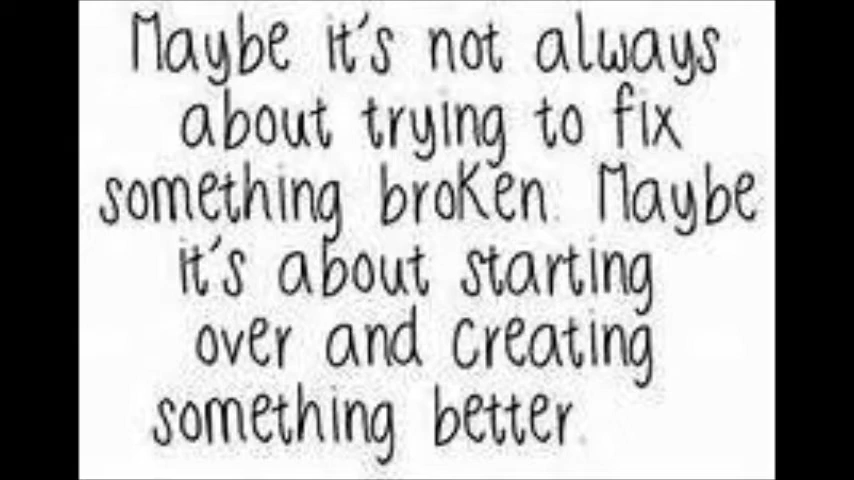 Maybe it's not always
about trying to fix
something broken. Maybe
it's about starting
over and creating
something better.